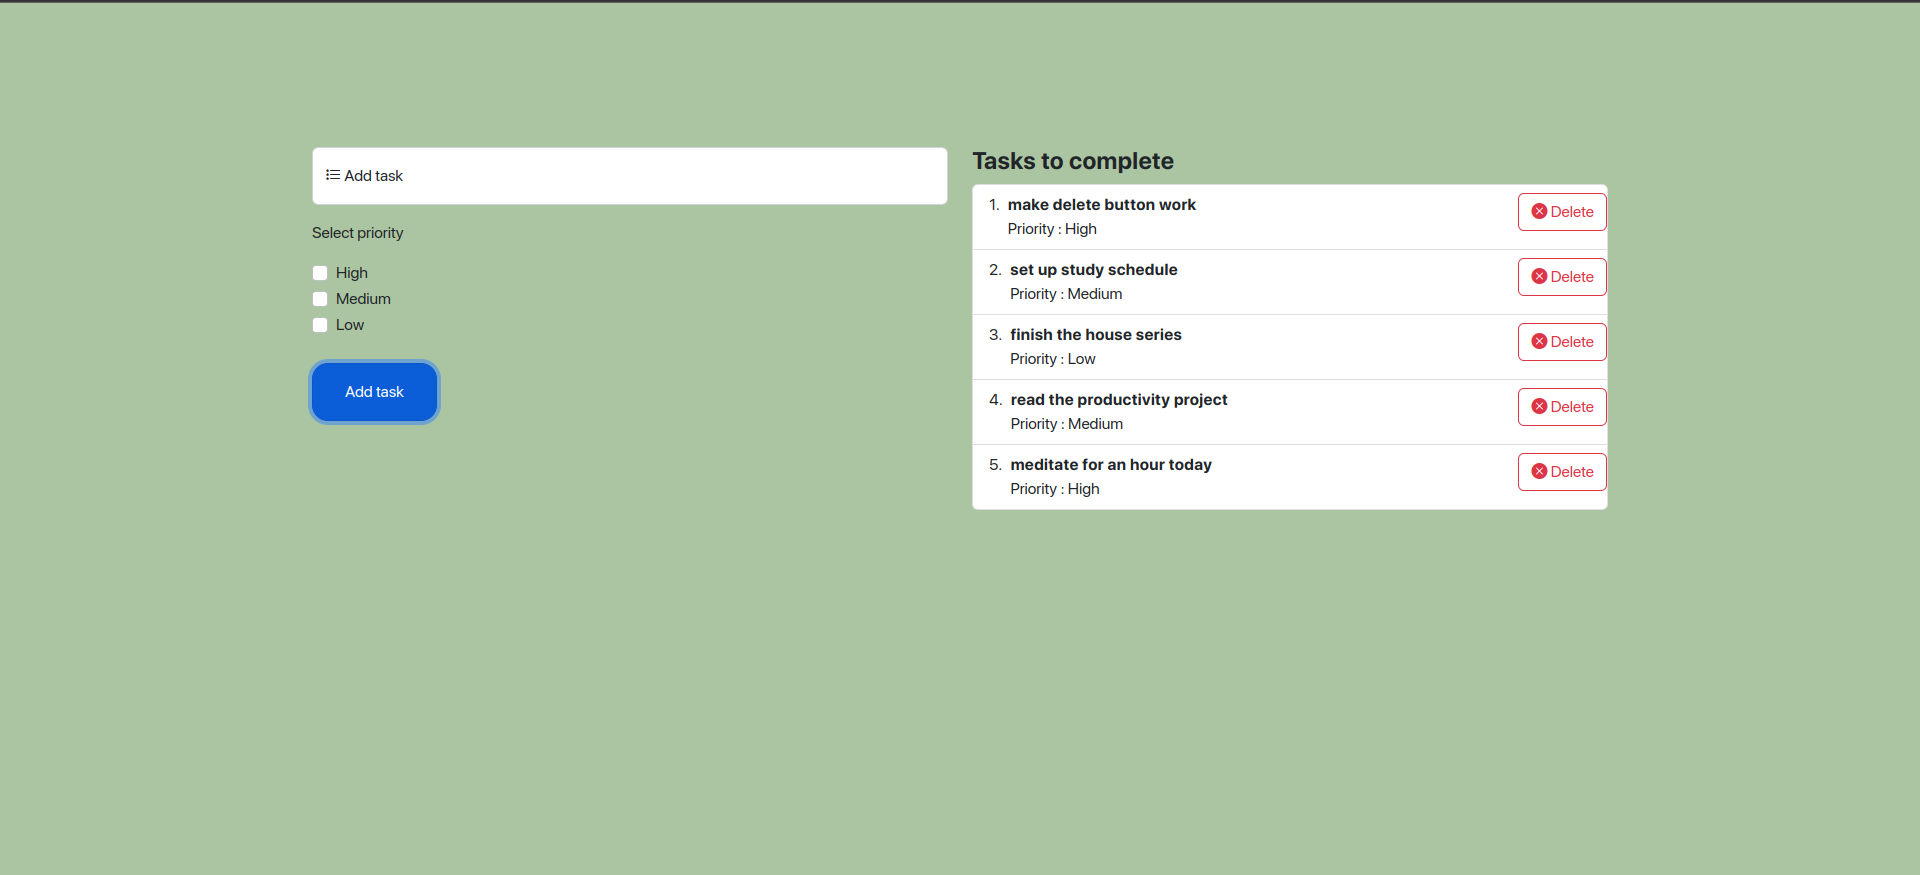 Add task
Select priority
High
Medium
Low
Add task
Tasks to complete
1. make delete button work
Priority : High
Delete
2. set up study schedule
Priority : Medium
Delete
3. finish the house series
Priority : Low
Delete
4. read the productivity project
Priority : Medium
Delete
5. meditate for an hour today
Priority : High
Delete